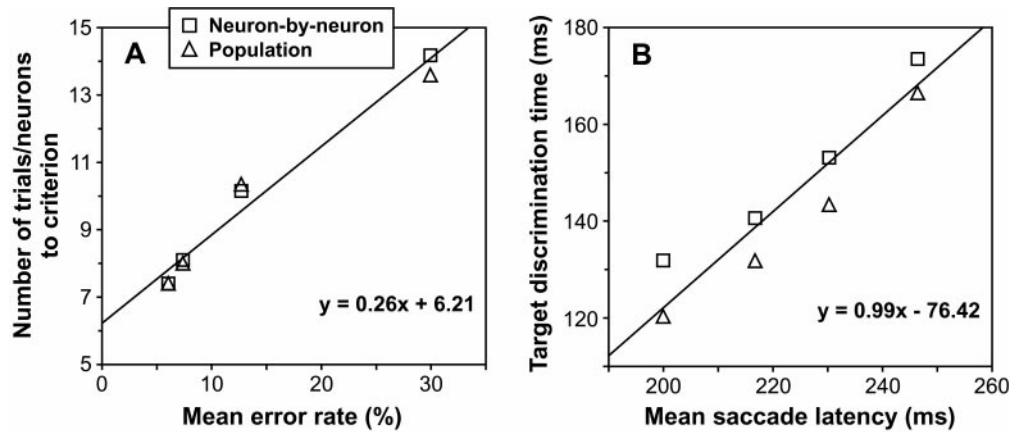 A
Neuron-by-neuron
Population
Number of trials/neurons
to criterion
15
13
11
9
7
5
y = 0.26x + 6.21
0 10 20 30
Mean error rate (%)
B
Target discrimination time (ms)
180
160
140
120
y = 0.99x - 76.42
200 220 240 260
Mean saccade latency (ms)